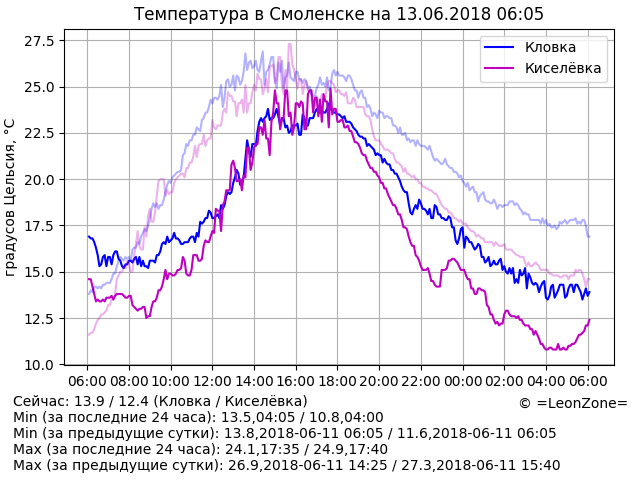 Температура в Смоленске на 13.06.2018 06:05
Кловка
Киселёвка
градусов Цельсия, °C
27.5
25.0
22.5
20.0
17.5
15.0
12.5
10.0
06:00 08:00 10:00 12:00 14:00 16:00 18:00 20:00 22:00 00:00 02:00 04:00 06:00
Сейчас: 13.9 / 12.4 (Кловка / Киселёвка)
© =LeonZone=
Min (за последние 24 часа): 13.5,04:05 / 10.8,04:00
Min (за предыдущие сутки): 13.8,2018-06-11 06:05 / 11.6,2018-06-11 06:05
Max (за последние 24 часа): 24.1,17:35 / 24.9,17:40
Max (за предыдущие сутки): 26.9,2018-06-11 14:25 / 27.3,2018-06-11 15:40